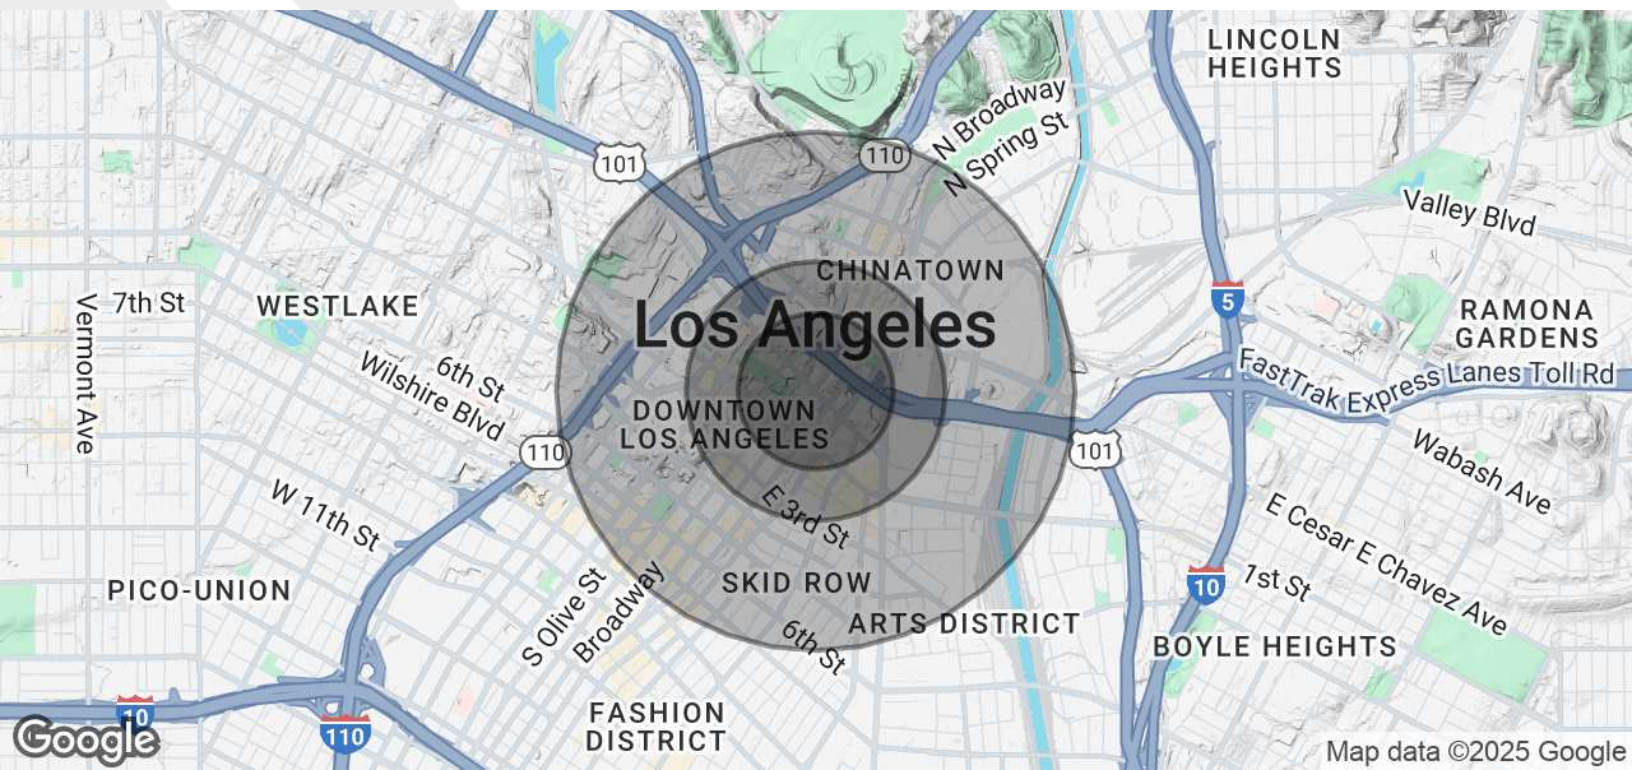 LINCOLN
HEIGHTS
N Broadway
N Spring St
110
101
Valley Blvd
CHINATOWN
5
7th St
WESTLAKE
Vermont Ave
Los Angeles
RAMONA
GARDENS
6th St
Wilshire Blvd
FastTrak Express Lanes Toll Rd
DOWNTOWN
LOS ANGELES
110
101
Wabash Ave
W 11th St
E 3rd St
E Cesar E Chavez Ave
PICO-UNION
SKID ROW
10
1st St
S Olive St
Broadway
6th St
ARTS DISTRICT
BOYLE HEIGHTS
10
110
FASHION
DISTRICT
Google
Map data ©2025 Google